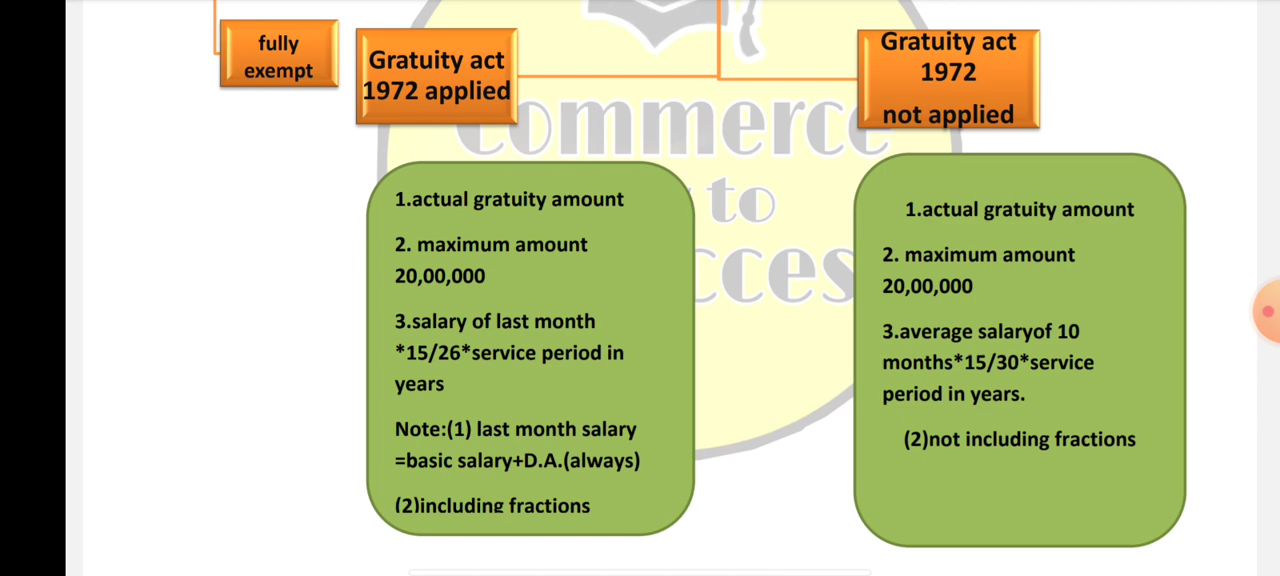 fully
exempt
Gratuity act
1972 applied
Gratuity act
1972
not applied
commerce
to
1.actual gratuity amount
2. maximum amount
20,00,000
3.salary of last month
*15/26*service period in
years
Note:(1) last month salary
=basic salary+D.A.(always)
(2)including fractions
1.actual gratuity amount
2. maximum amount
20,00,000
3.average salaryof 10
months*15/30*service
period in years.
(2)not including fractions